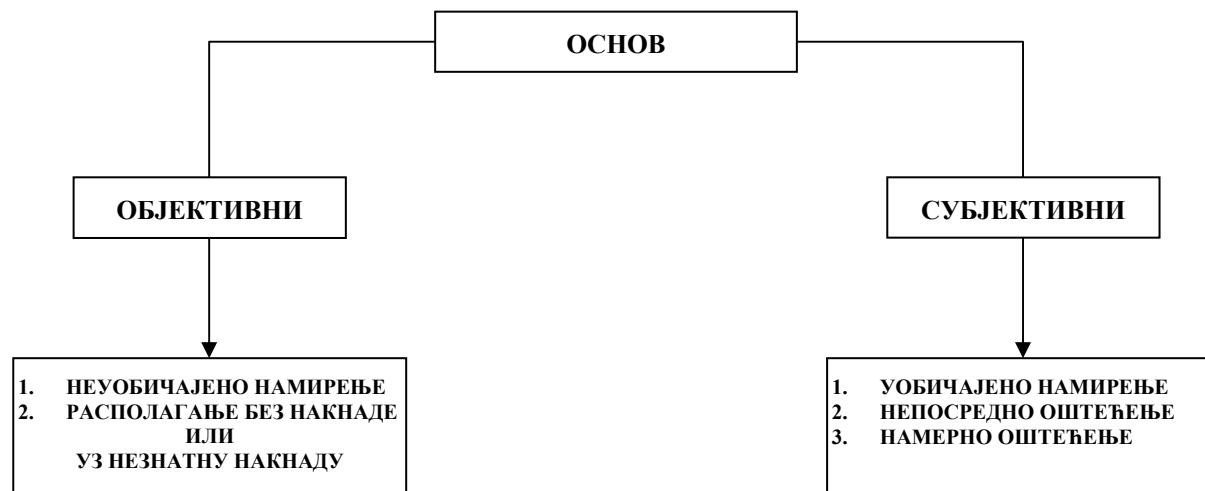 ОСНОВ
ОБЈЕКТИВНИ
СУБЈЕКТИВНИ
1. НЕУОБИЧАЈЕНО НАМИРЕЊЕ
2. РАСПОЛАГАЊЕ БЕЗ НАКНАДЕ
ИЛИ
УЗ НЕЗНАТНУ НАКНАДУ
1. УОБИЧАЈЕНО НАМИРЕЊЕ
2. НЕПОСРЕДНО ОШТЕЋЕЊЕ
3. НАМЕРНО ОШТЕЋЕЊЕ